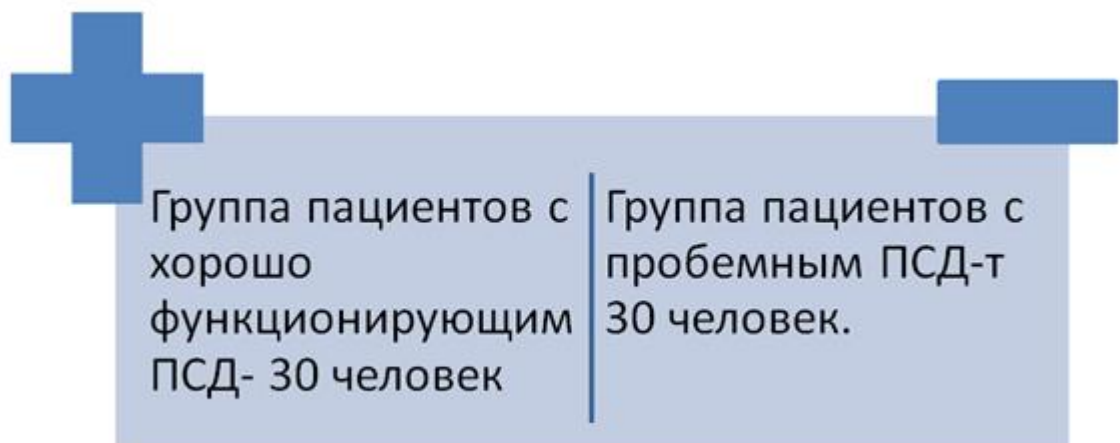 Группа пациентов с
хорошо
функционирующим
ПСД- 30 человек
Группа пациентов с
пробемным ПСД-т
30 человек.